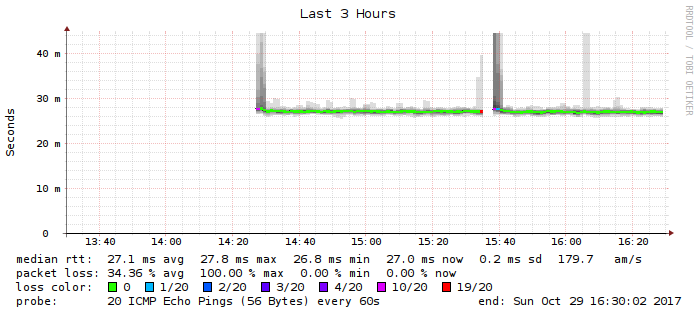 Last 3 Hours
RRDTOOL / TOBI OETIKER
Seconds
40 m
30 m
20 m
10 m
0
13:40 14:00 14:20 14:40 15:00 15:20 15:40 16:00 16:20
median rtt: 27.1 ms avg 27.8 ms max 26.8 ms min 27.0 ms now 0.2 ms sd 179.7 am/s
packet loss: 34.36 % avg 100.00 % max 0.00 % min 0.00 % now
loss color: 0 1/20 2/20 3/20 4/20 10/20 19/20
probe: 20 ICMP Echo Pings (56 Bytes) every 60s end: Sun Oct 29 16:30:02 2017